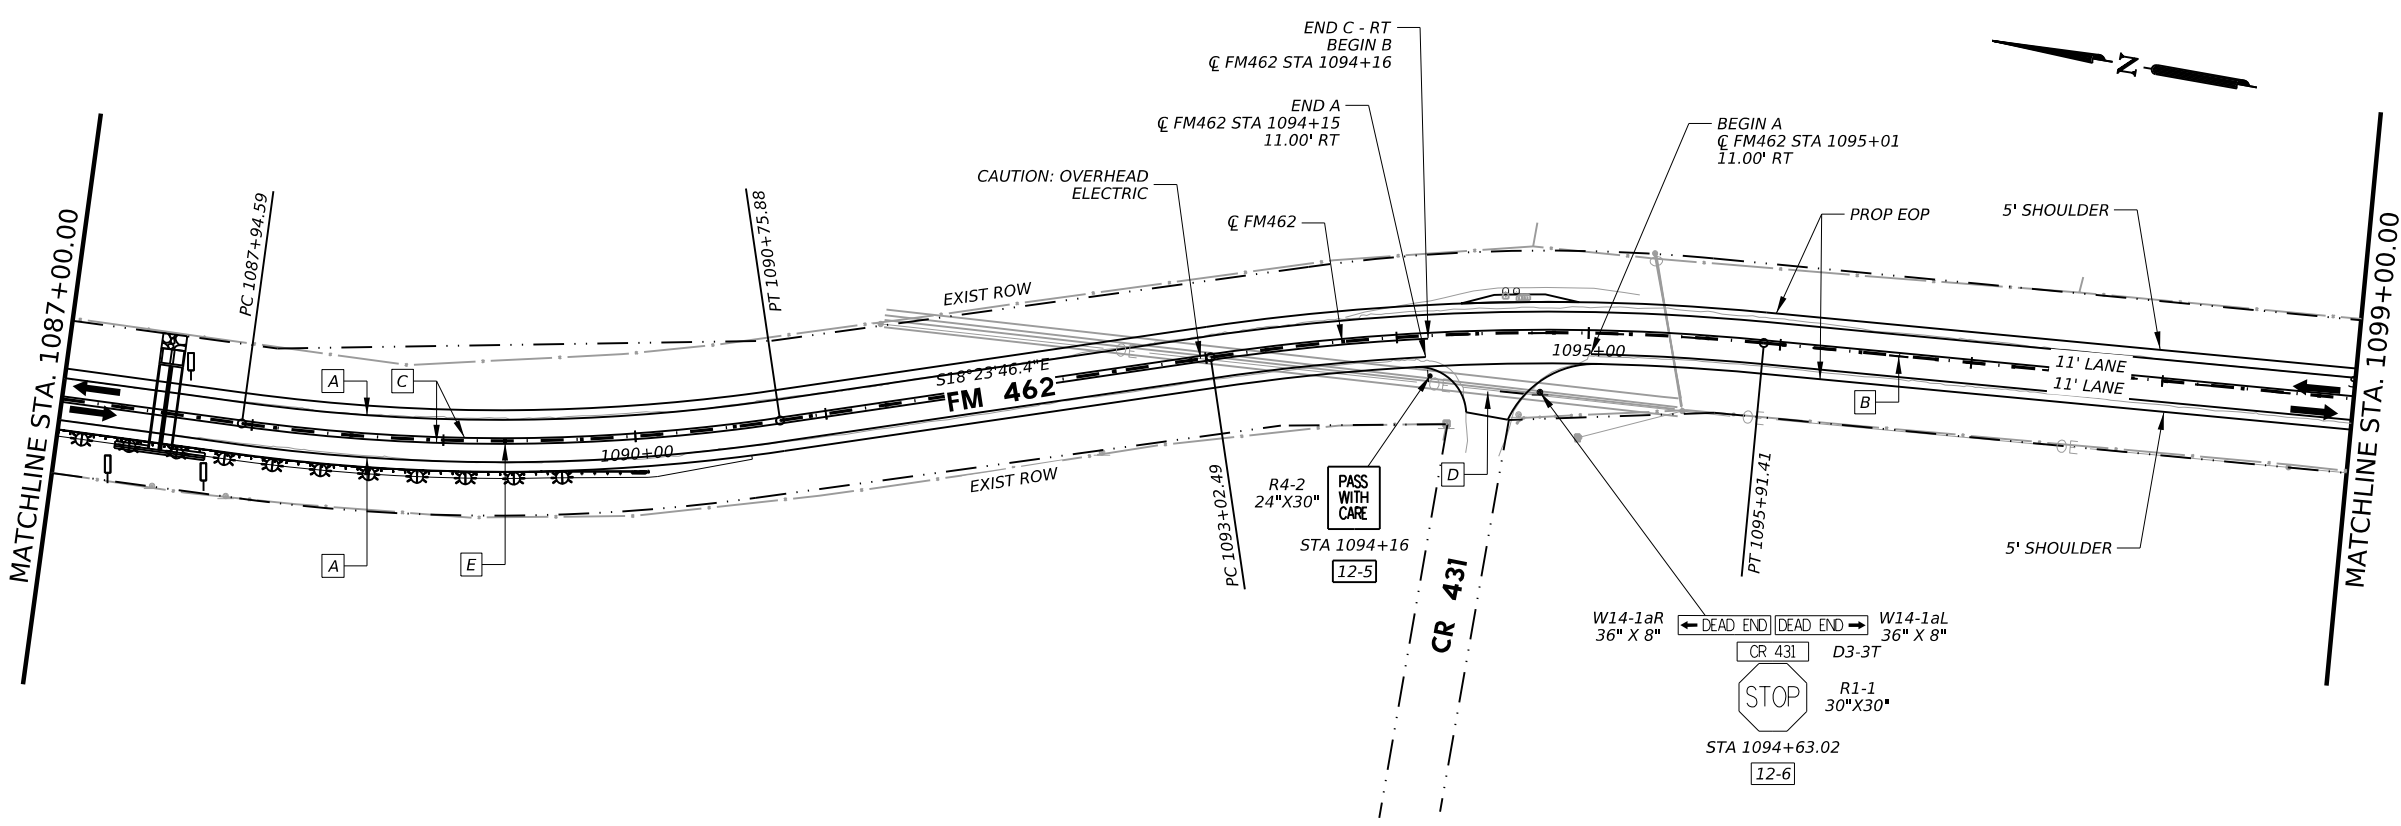 END C - RT
BEGIN B
℄ FM462 STA 1094+16
END A
℄ FM462 STA 1094+15
11.00' RT
BEGIN A
℄ FM462 STA 1095+01
11.00' RT
CAUTION: OVERHEAD
ELECTRIC
℄ FM462
PROP EOP
5' SHOULDER
N
MATCHLINE STA. 1087+00.00
PC 1087+94.59
PT 1090+75.88
EXIST ROW
S18°23'46.4"E
FM 462
A
C
1090+00
EXIST ROW
A
E
PC 1093+02.49
OE
OE
1095+00
11' LANE
11' LANE
B
OE
OE
D
R4-2
24"X30"
PASS
WITH
CARE
STA 1094+16
12-5
CR 431
PT 1095+91.41
5' SHOULDER
MATCHLINE STA. 1099+00.00
W14-1aR
36" X 8"
DEAD END
DEAD END
W14-1aL
36" X 8"
CR 431
D3-3T
STOP
R1-1
30"X30"
STA 1094+63.02
12-6